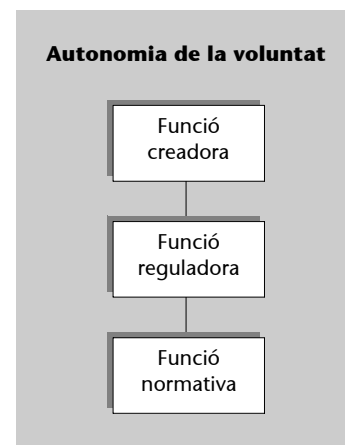 Autonomia de la voluntat
Funció
creadora
Funció
reguladora
Funció
normativa